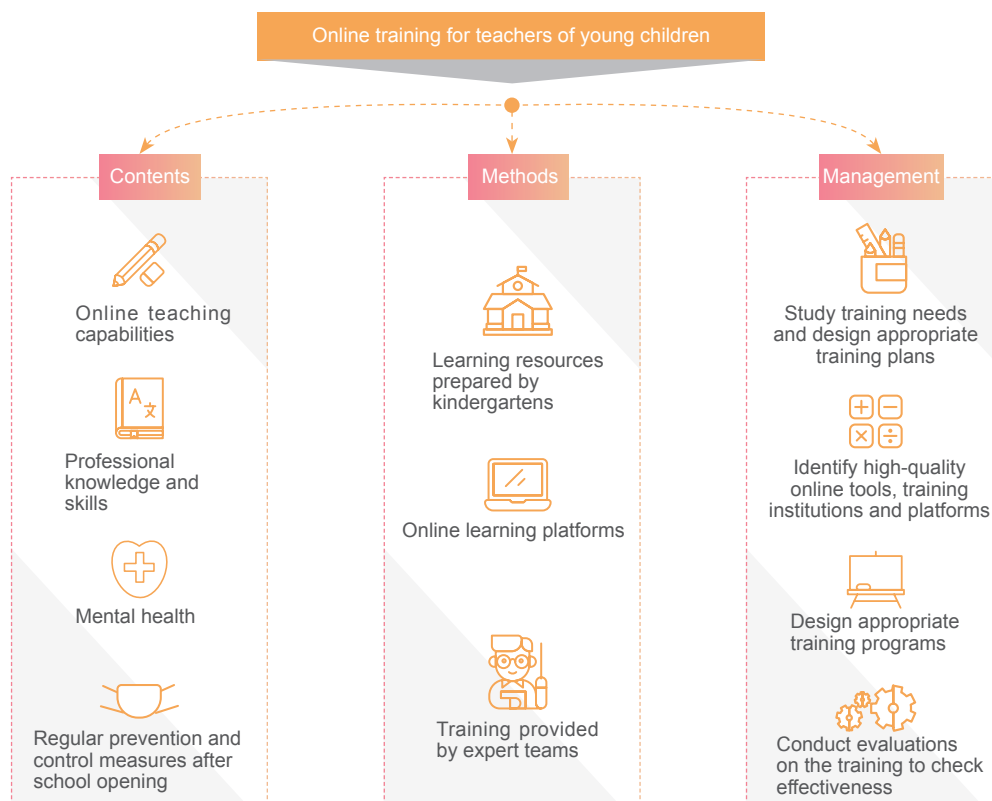 Online training for teachers of young children
Contents
Online teaching
capabilities
A
文
Professional
knowledge and
skills
Mental health
Regular prevention and
control measures after
school opening
Methods
Learning resources
prepared by
kindergartens
Online learning platforms
Training provided
by expert teams
Management
Study training needs
and design appropriate
training plans
+ −
× ÷
Identify high-quality
online tools, training
institutions and platforms
Design appropriate
training programs
Conduct evaluations
on the training to check
effectiveness